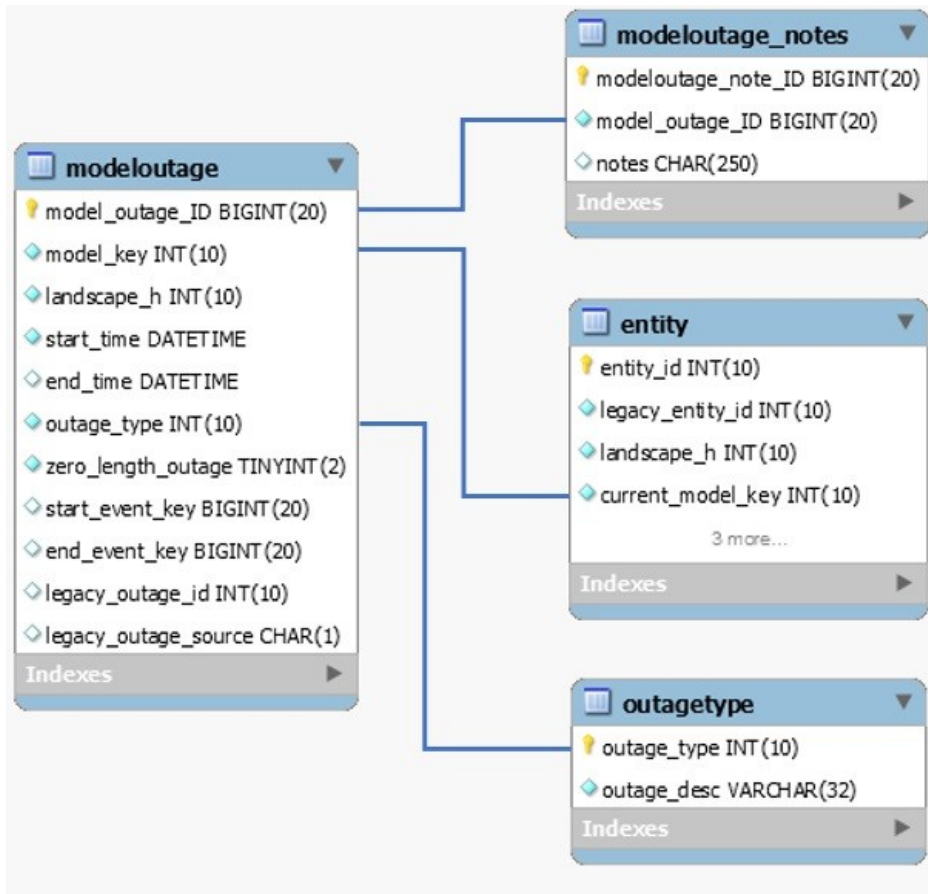 modeloutage
model_outage_ID BIGINT(20)
model_key INT(10)
landscape_h INT(10)
start_time DATETIME
end_time DATETIME
outage_type INT(10)
zero_length_outage TINYINT(2)
start_event_key BIGINT(20)
end_event_key BIGINT(20)
legacy_outage_id INT(10)
legacy_outage_source CHAR(1)
Indexes
modeloutage_notes
modeloutage_note_ID BIGINT(20)
model_outage_ID BIGINT(20)
notes CHAR(250)
Indexes
entity
entity_id INT(10)
legacy_entity_id INT(10)
landscape_h INT(10)
current_model_key INT(10)
3 more...
Indexes
outagetype
outage_type INT(10)
outage_desc VARCHAR(32)
Indexes